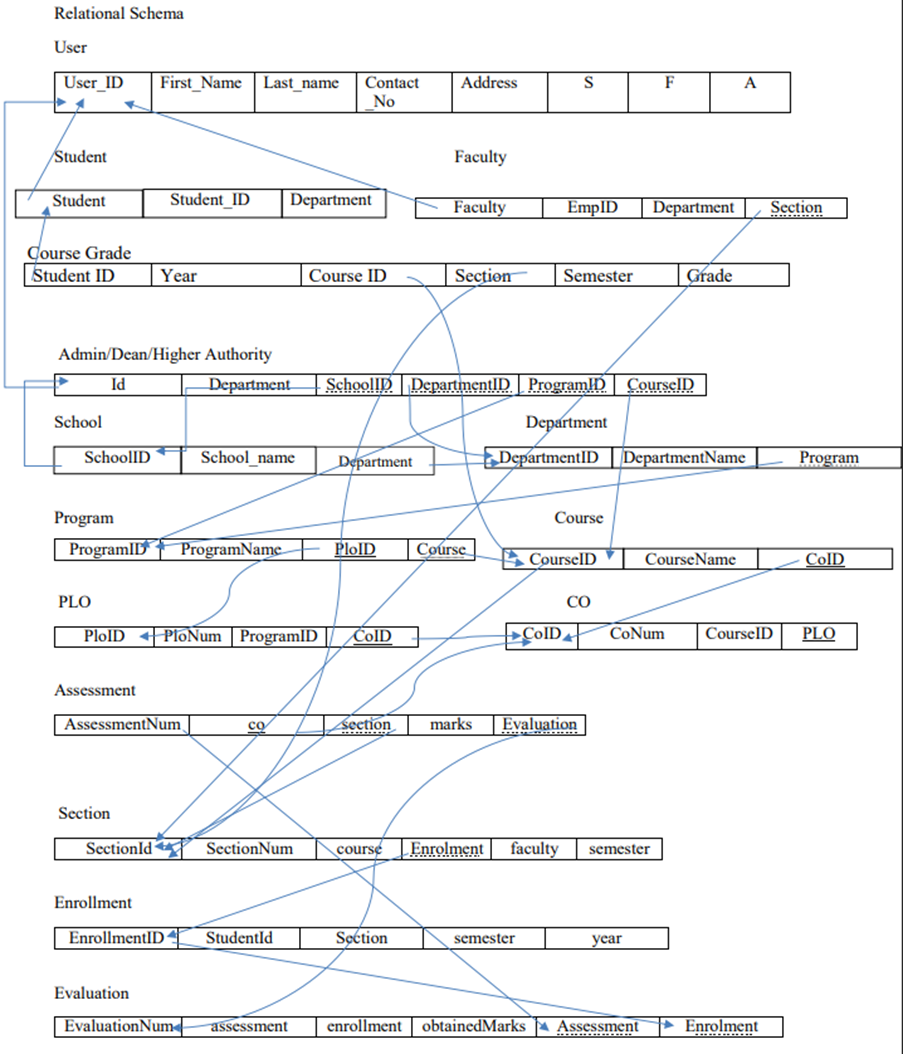 Relational Schema
User
User_ID First_Name Last_name Contact _No Address S F A
Student Faculty
Student Student_ID Department
Faculty EmpID Department Section
Course Grade
Student ID Year Course ID Section Semester Grade
Admin/Dean/Higher Authority
Id Department SchoolID DepartmentID ProgramID CourseID
School Department
SchoolID School_name Department
DepartmentID DepartmentName Program
Program Course
ProgramID ProgramName PloID Course
CourseID CourseName CoID
PLO CO
PloID PloNum ProgramID CoID
CoID CoNum CourseID PLO
Assessment
AssessmentNum co section marks Evaluation
Section
SectionId SectionNum course Enrolment faculty semester
Enrollment
EnrollmentID StudentId Section semester year
Evaluation
EvaluationNum assessment enrollment obtainedMarks Assessment Enrolment